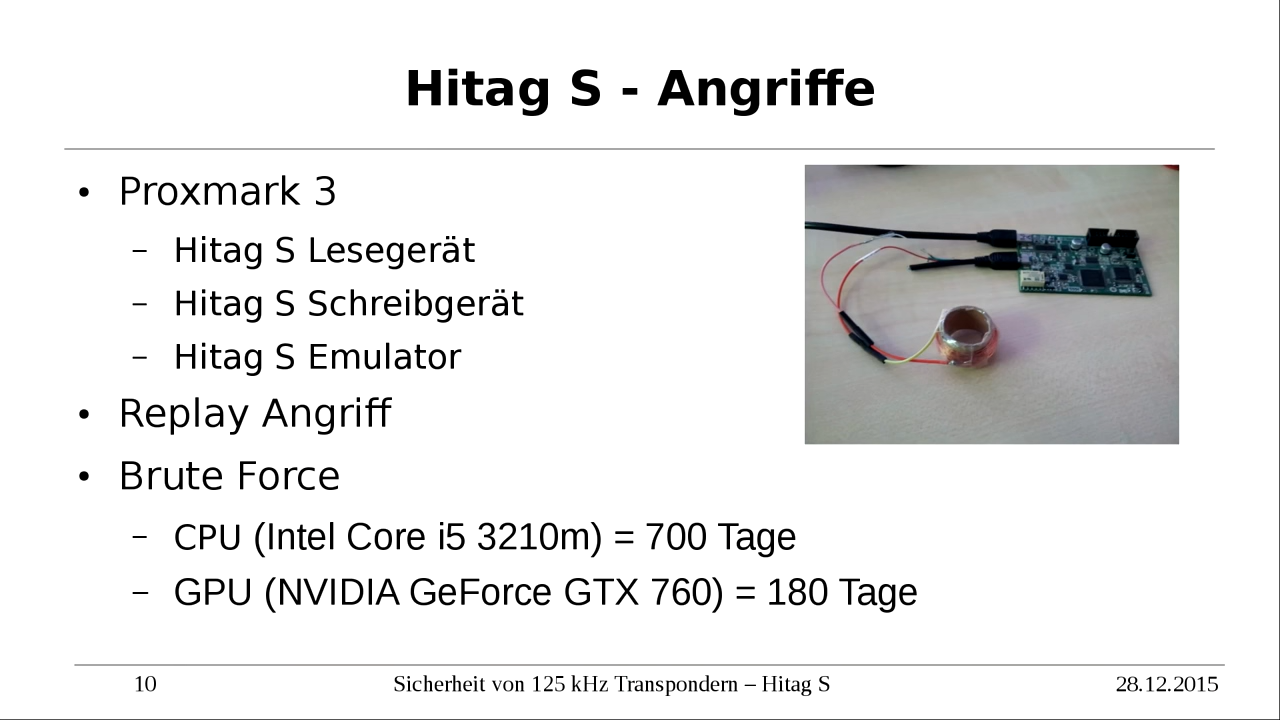 Hitag S - Angriffe
• Proxmark 3
– Hitag S Lesegerät
– Hitag S Schreibgerät
– Hitag S Emulator
• Replay Angriff
• Brute Force
– CPU (Intel Core i5 3210m) = 700 Tage
– GPU (NVIDIA GeForce GTX 760) = 180 Tage
10 Sicherheit von 125 kHz Transpondern – Hitag S 28.12.2015